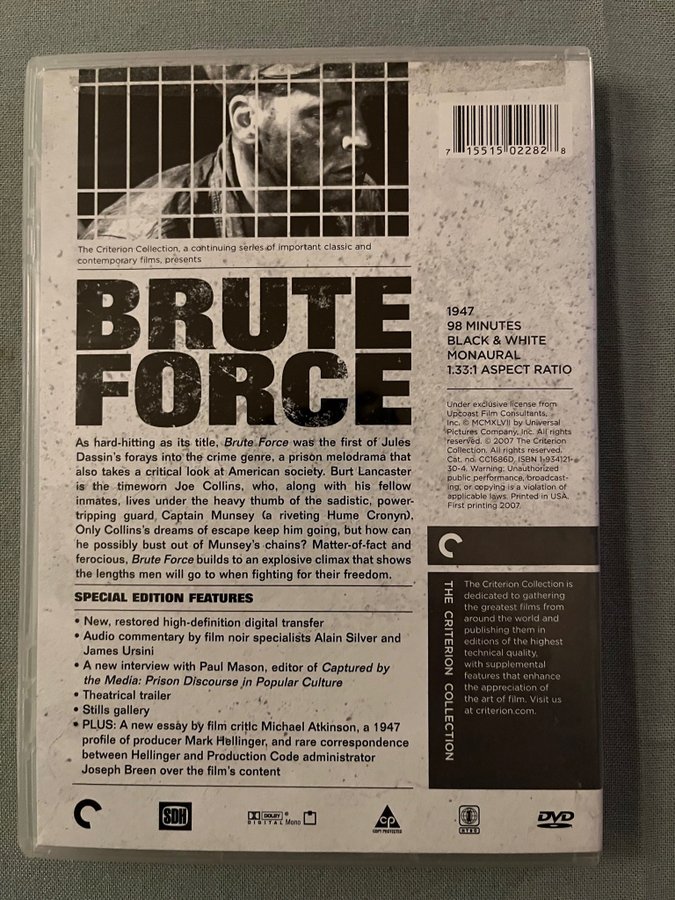 7 15515 02282 8
The Criterion Collection, a continuing series of important classic and
contemporary films, presents
BRUTE
FORCE
As hard-hitting as its title, Brute Force was the first of Jules
Dassin's forays into the crime genre, a prison melodrama that
also takes a critical look at American society. Burt Lancaster
is the timeworn Joe Collins, who, along with his fellow
inmates, lives under the heavy thumb of the sadistic, power-
tripping guard, Captain Munsey (a riveting Hume Cronyn).
Only Collins's dreams of escape keep him going, but how can
he possibly bust out of Munsey's chains? Matter-of-fact and
ferocious, Brute Force builds to an explosive climax that shows
the lengths men will go to when fighting for their freedom.
SPECIAL EDITION FEATURES
• New, restored high-definition digital transfer
• Audio commentary by film noir specialists Alain Silver and
James Ursini
• A new interview with Paul Mason, editor of Captured by
the Media: Prison Discourse in Popular Culture
• Theatrical trailer
• Stills gallery
• PLUS: A new essay by film critic Michael Atkinson, a 1947
profile of producer Mark Hellinger, and rare correspondence
between Hellinger and Production Code administrator
Joseph Breen over the film's content
1947
98 MINUTES
BLACK & WHITE
MONAURAL
1.33:1 ASPECT RATIO
Under exclusive license from
Upcoast Film Consultants,
Inc. © MCMXLVII by Universal
Pictures Company, Inc. All rights
reserved. © 2007 The Criterion
Collection. All rights reserved.
Cat. no. CC1686D. ISBN 1-934121-
30-4. Warning: Unauthorized
public performance, broadcast-
ing, or copying is a violation of
applicable laws. Printed in USA.
First printing 2007.
THE CRITERION COLLECTION
The Criterion Collection is
dedicated to gathering
the greatest films from
around the world and
publishing them in
editions of the highest
technical quality,
with supplemental
features that enhance
the appreciation of
the art of film. Visit us
at criterion.com.
SDH
DOLBY
DIGITAL Mono
CP
COPY PROTECTED
NTSC
DVD